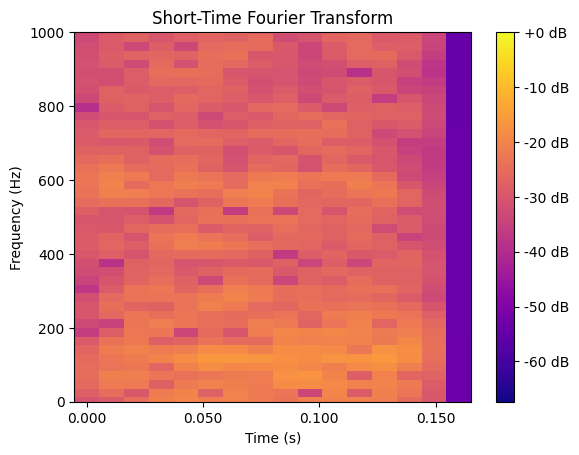 Short-Time Fourier Transform
1000
800
600
400
200
0
Frequency (Hz)
0.000
0.050
0.100
0.150
Time (s)
+0 dB
-10 dB
-20 dB
-30 dB
-40 dB
-50 dB
-60 dB